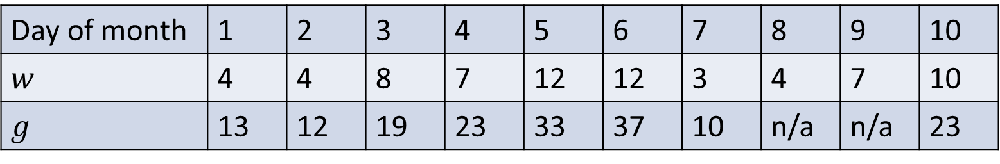 Day of month 1 2 3 4 5 6 7 8 9 10
w 4 4 8 7 12 12 3 4 7 10
g 13 12 19 23 33 37 10 n/a n/a 23